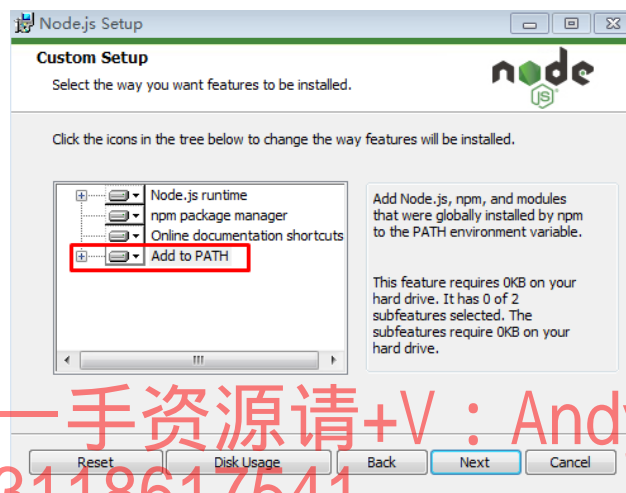 Node.js Setup
Custom Setup
Select the way you want features to be installed.
node
JS
Click the icons in the tree below to change the way features will be installed.
Node.js runtime
npm package manager
Online documentation shortcuts
Add to PATH
Add Node.js, npm, and modules
that were globally installed by npm
to the PATH environment variable.
This feature requires 0KB on your
hard drive. It has 0 of 2
subfeatures selected. The
subfeatures require 0KB on your
hard drive.
一手资源请+V：Andy
3118617541
Reset
Disk Usage
Back
Next
Cancel